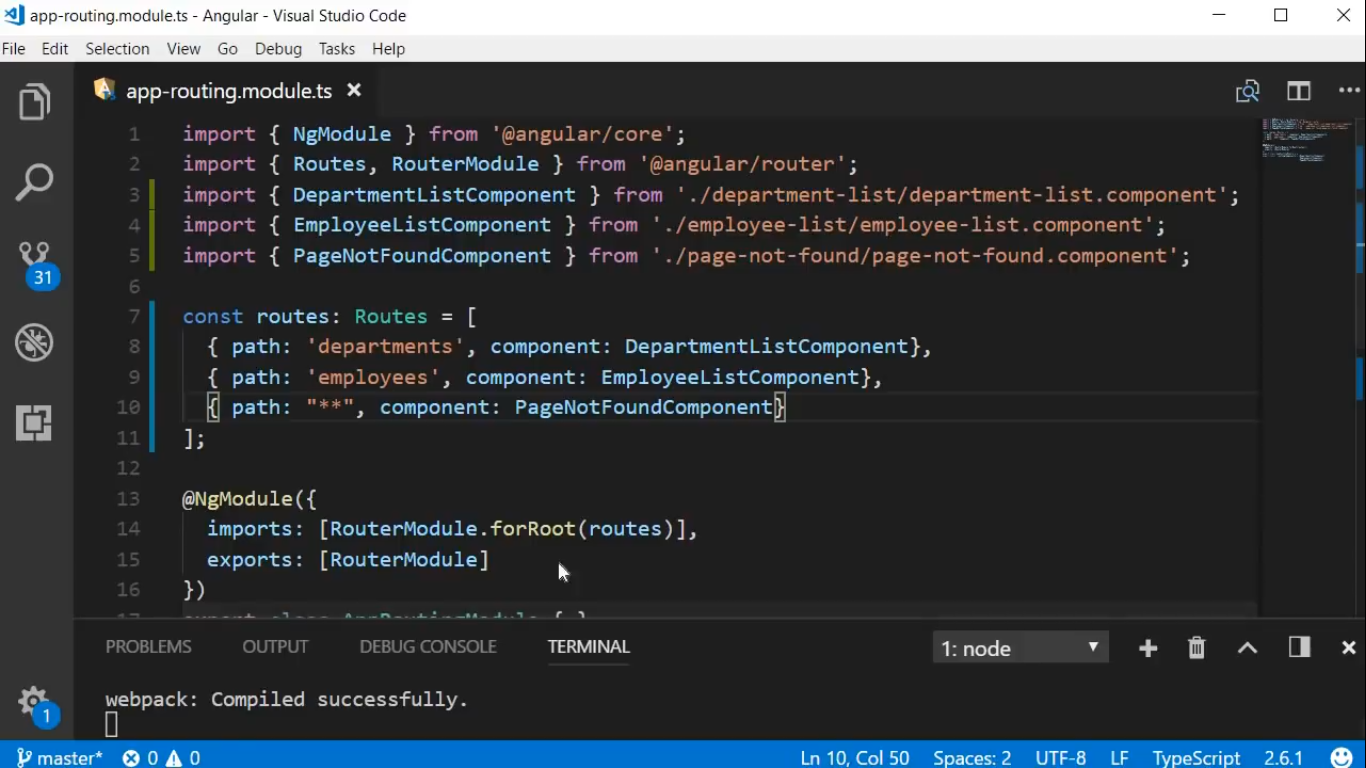 app-routing.module.ts - Angular - Visual Studio Code
File Edit Selection View Go Debug Tasks Help
app-routing.module.ts
1 import { NgModule } from '@angular/core';
2 import { Routes, RouterModule } from '@angular/router';
3 import { DepartmentListComponent } from './department-list/department-list.component';
4 import { EmployeeListComponent } from './employee-list/employee-list.component';
5 import { PageNotFoundComponent } from './page-not-found/page-not-found.component';
6
7 const routes: Routes = [
8 { path: 'departments', component: DepartmentListComponent},
9 { path: 'employees', component: EmployeeListComponent},
10 { path: "**", component: PageNotFoundComponent}
11 ];
12
13 @NgModule({
14 imports: [RouterModule.forRoot(routes)],
15 exports: [RouterModule]
16 })
17 export class AppRoutingModule { }
31
PROBLEMS OUTPUT DEBUG CONSOLE TERMINAL 1: node
webpack: Compiled successfully.
1
master* 0 0 Ln 10, Col 50 Spaces: 2 UTF-8 LF TypeScript 2.6.1